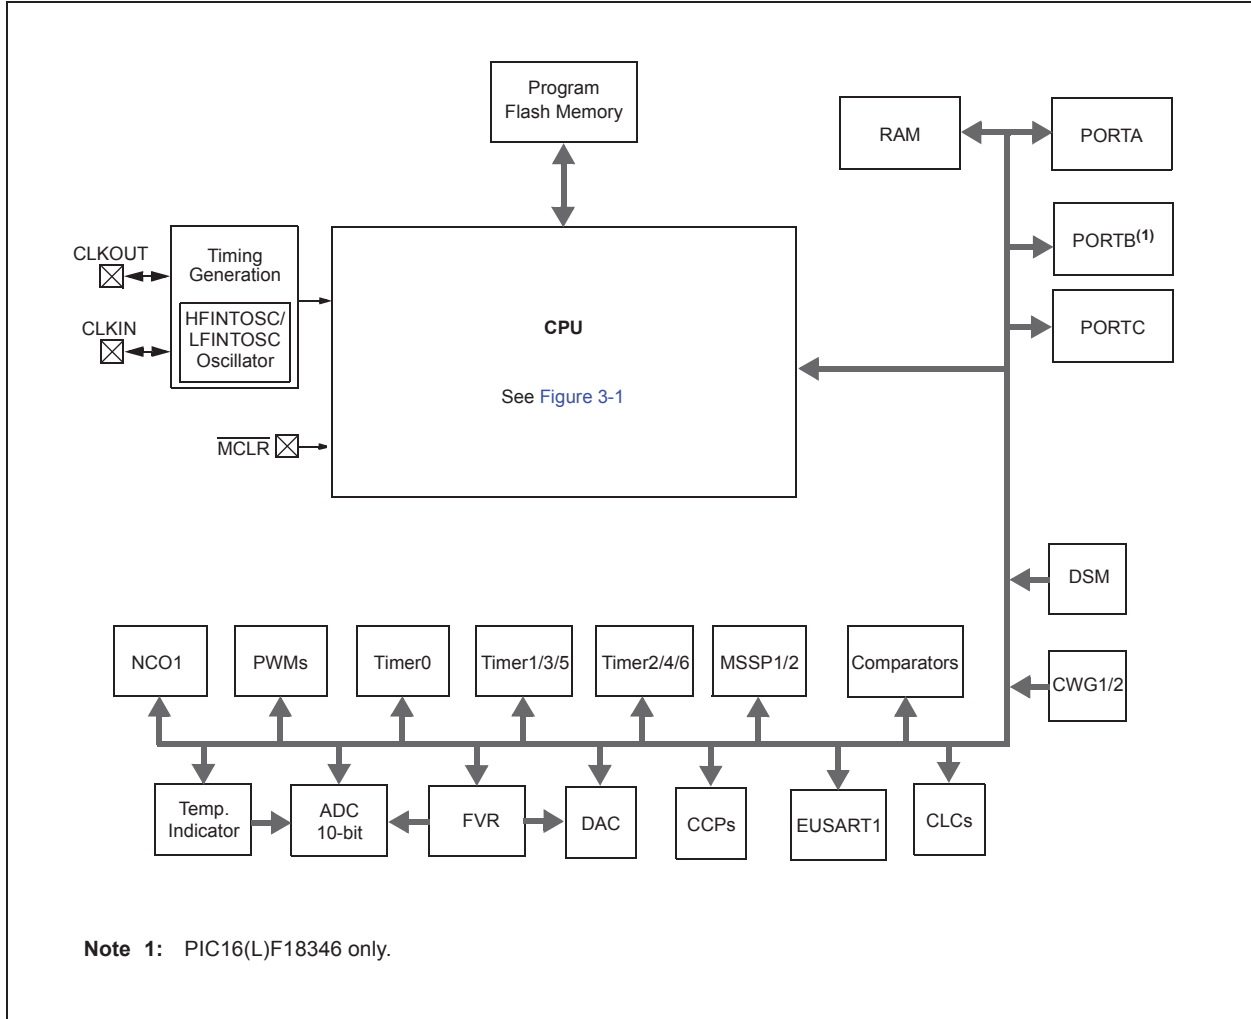 Program
Flash Memory
RAM
PORTA
PORTB(1)
PORTC
CLKOUT
Timing
Generation
CLKIN
HFINTOSC/
LFINTOSC
Oscillator
CPU
See Figure 3-1
MCLR
DSM
CWG1/2
NCO1
PWMs
Timer0
Timer1/3/5
Timer2/4/6
MSSP1/2
Comparators
Temp.
Indicator
ADC
10-bit
FVR
DAC
CCPs
EUSART1
CLCs
Note 1: PIC16(L)F18346 only.